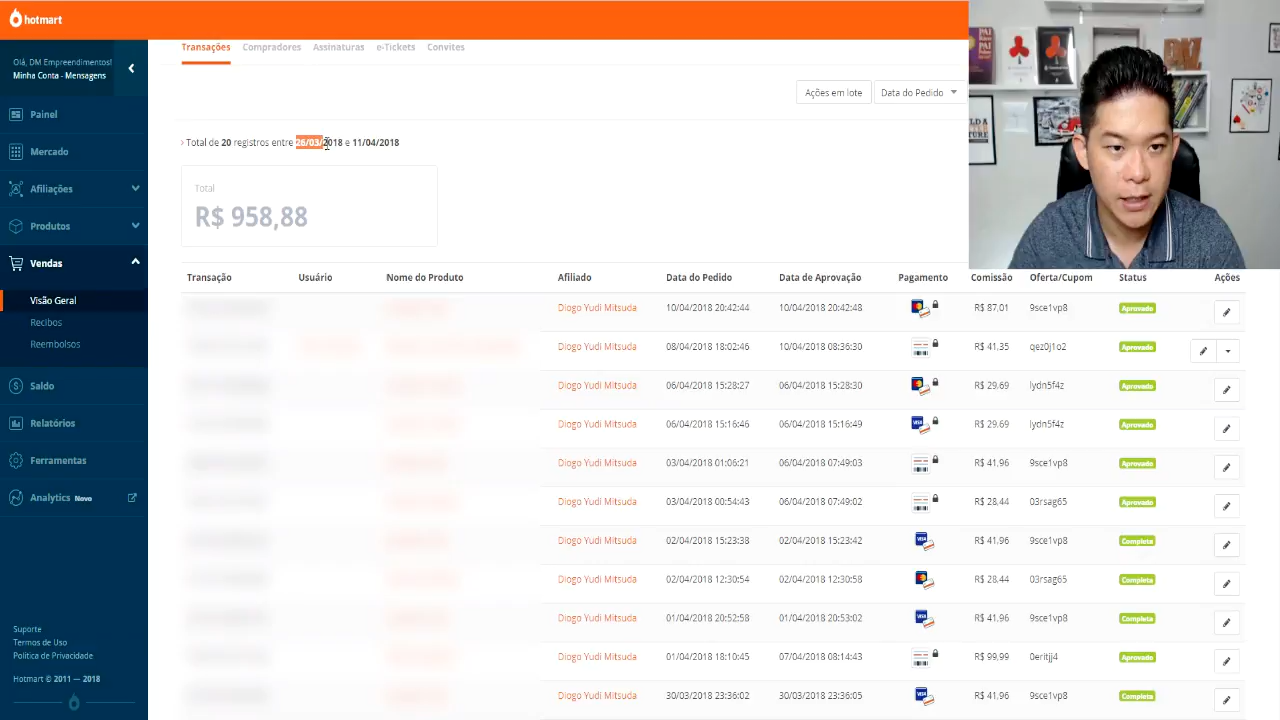 hotmart
Olá, DM Empreendimentos!
Minha Conta - Mensagens
Painel
Mercado
Afiliações
Produtos
Vendas
Visão Geral
Recibos
Reembolsos
Saldo
Relatórios
Ferramentas
Analytics Novo
Suporte
Termos de Uso
Política de Privacidade
Hotmart © 2011 — 2018
Transações Compradores Assinaturas e-Tickets Convites
Ações em lote Data do Pedido
› Total de 20 registros entre 26/03/2018 e 11/04/2018
Total
R$ 958,88
Transação Usuário Nome do Produto Afiliado Data do Pedido Data de Aprovação Pagamento Comissão Oferta/Cupom Status Ações
Diogo Yudi Mitsuda 10/04/2018 20:42:44 10/04/2018 20:42:48 R$ 87,01 9sce1vp8 Aprovado
Diogo Yudi Mitsuda 08/04/2018 18:02:46 10/04/2018 08:36:30 R$ 41,35 qez0j1o2 Aprovado
Diogo Yudi Mitsuda 06/04/2018 15:28:27 06/04/2018 15:28:30 R$ 29,69 lydn5f4z Aprovado
Diogo Yudi Mitsuda 06/04/2018 15:16:46 06/04/2018 15:16:49 VISA R$ 29,69 lydn5f4z Aprovado
Diogo Yudi Mitsuda 03/04/2018 01:06:21 06/04/2018 07:49:03 R$ 41,96 9sce1vp8 Aprovado
Diogo Yudi Mitsuda 03/04/2018 00:54:43 06/04/2018 07:49:02 R$ 28,44 03rsag65 Aprovado
Diogo Yudi Mitsuda 02/04/2018 15:23:38 02/04/2018 15:23:42 VISA R$ 41,96 9sce1vp8 Completa
Diogo Yudi Mitsuda 02/04/2018 12:30:54 02/04/2018 12:30:58 R$ 28,44 03rsag65 Completa
Diogo Yudi Mitsuda 01/04/2018 20:52:58 01/04/2018 20:53:02 VISA R$ 41,96 9sce1vp8 Completa
Diogo Yudi Mitsuda 01/04/2018 18:10:45 07/04/2018 08:14:43 R$ 99,99 0eritjj4 Aprovado
Diogo Yudi Mitsuda 30/03/2018 23:36:02 30/03/2018 23:36:05 VISA R$ 41,96 9sce1vp8 Completa